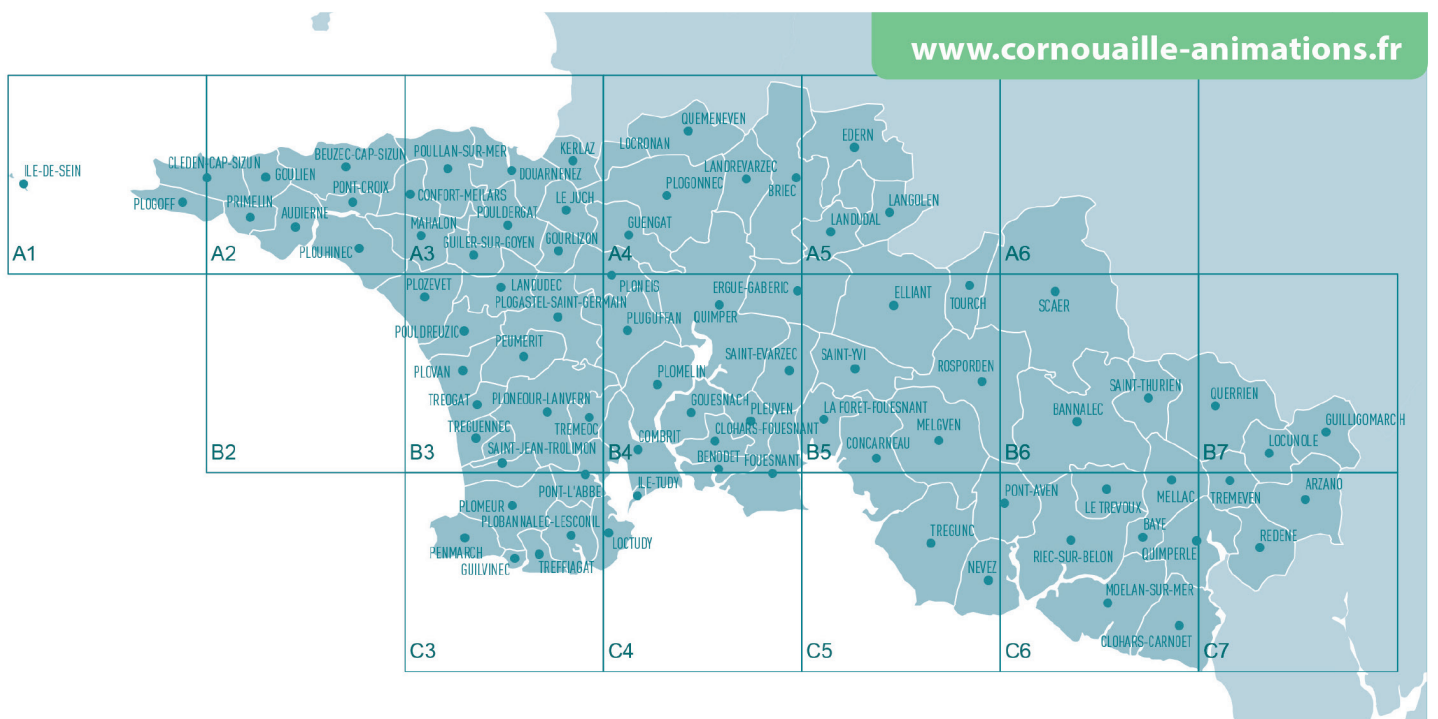 www.cornouaille-animations.fr
QUEMENEVEN
EDERN
LOCRONAN
KERLAZ
BEUZEC-CAP-SIZUN
POULLAN-SUR-MER
CLEDEN-CAP-SIZUN
LANDREVARZEC
ILE-DE-SEIN
GOULIEN
DOUARNENEZ
PLOGONNEC
BRIEC
PONT-CROIX
CONFORT-MEILARS
LE JUCH
LANGOLEN
PLOGOFF
PRIMELIN
AUDIERNE
POULDERGAT
MAHALON
GUENGAT
LANDUDAL
GUILER-SUR-GOYEN
GOURLIZON
PLOUHINEC
A1
A2
A3
A4
A5
A6
PLOZEVET
LANDUDEC
PLONEIS
ERGUE-GABERIC
ELLIANT
TOURCH
SCAER
PLOGASTEL-SAINT-GERMAIN
PLUGUFFAN
QUIMPER
POULDREUZIC
PEUMERIT
SAINT-EVARZEC
SAINT-YVI
ROSPORDEN
PLOVAN
PLOMELIN
SAINT-THURIEN
QUERRIEN
TREOGAT
PLONEOUR-LANVERN
GOUESNACH
PLEUVEN
LA FORET-FOUESNANT
BANNALEC
GUILLIGOMARCH
TREGUENNEC
TREMEOC
CLOHARS-FOUESNANT
MELGVEN
COMBRIT
CONCARNEAU
LOCUNOLE
SAINT-JEAN-TROLIMON
BENODET
FOUESNANT
B2
B3
B4
B5
B6
B7
PONT-L'ABBE
ILE-TUDY
PONT-AVEN
MELLAC
TREMEVEN
ARZANO
PLOMEUR
LE TREVOUX
PLOBANNALEC-LESCONIL
BAYE
TREGUNC
LOCTUDY
REDENE
PENMARCH
RIEC-SUR-BELON
QUIMPERLE
GUILVINEC
TREFFIAGAT
NEVEZ
MOELAN-SUR-MER
CLOHARS-CARNOET
C3
C4
C5
C6
C7